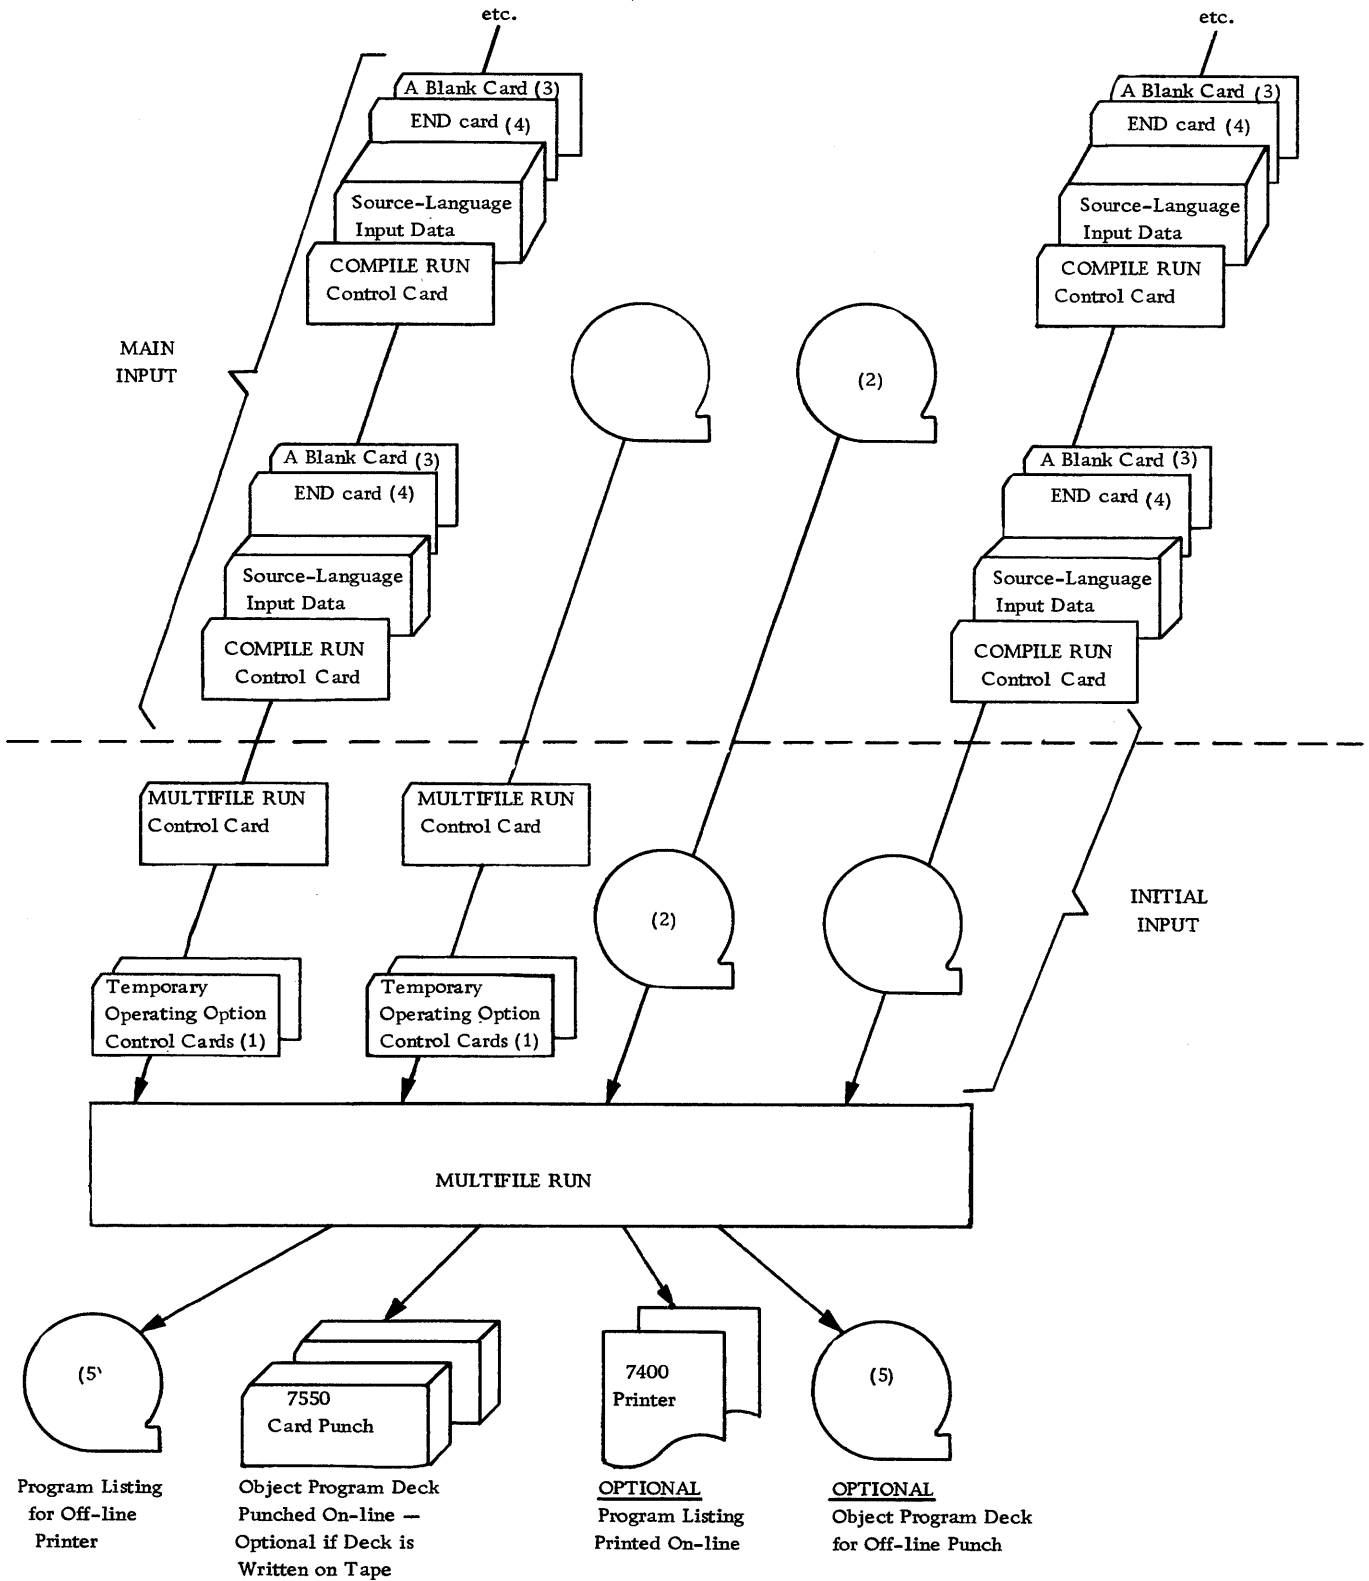 etc.
etc.
A Blank Card (3)
END card (4)
Source-Language
Input Data
COMPILE RUN
Control Card
A Blank Card (3)
END card (4)
Source-Language
Input Data
COMPILE RUN
Control Card
MAIN
INPUT
(2)
A Blank Card (3)
END card (4)
Source-Language
Input Data
COMPILE RUN
Control Card
A Blank Card (3)
END card (4)
Source-Language
Input Data
COMPILE RUN
Control Card
MULTIFILE RUN
Control Card
MULTIFILE RUN
Control Card
(2)
INITIAL
INPUT
Temporary
Operating Option
Control Cards (1)
Temporary
Operating Option
Control Cards (1)
MULTIFILE RUN
(5)
7550
Card Punch
7400
Printer
(5)
Program Listing
for Off-line
Printer
Object Program Deck
Punched On-line —
Optional if Deck is
Written on Tape
OPTIONAL
Program Listing
Printed On-line
OPTIONAL
Object Program Deck
for Off-line Punch